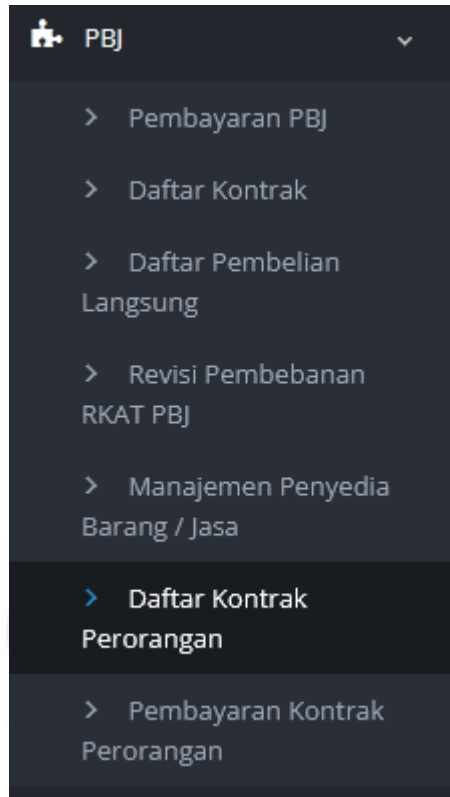 PBJ
Pembayaran PBJ
Daftar Kontrak
Daftar Pembelian
Langsung
Revisi Pembebanan
RKAT PBJ
Manajemen Penyedia
Barang / Jasa
Daftar Kontrak
Perorangan
Pembayaran Kontrak
Perorangan